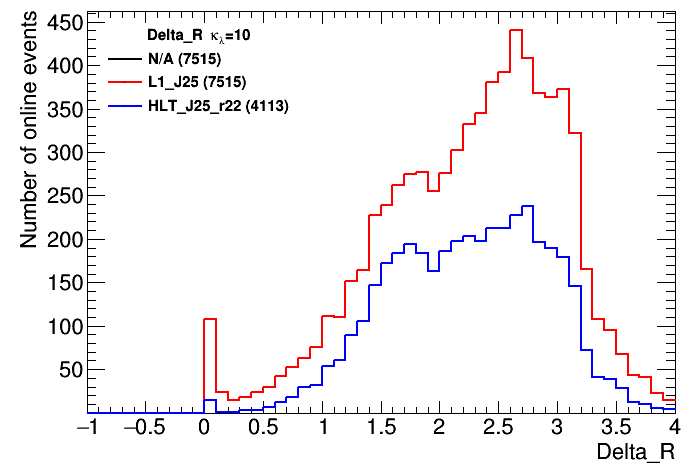 Delta_R κλ=10
N/A (7515)
L1_J25 (7515)
HLT_J25_r22 (4113)
Number of online events
450
400
350
300
250
200
150
100
50
−1 −0.5 0 0.5 1 1.5 2 2.5 3 3.5 4
Delta_R